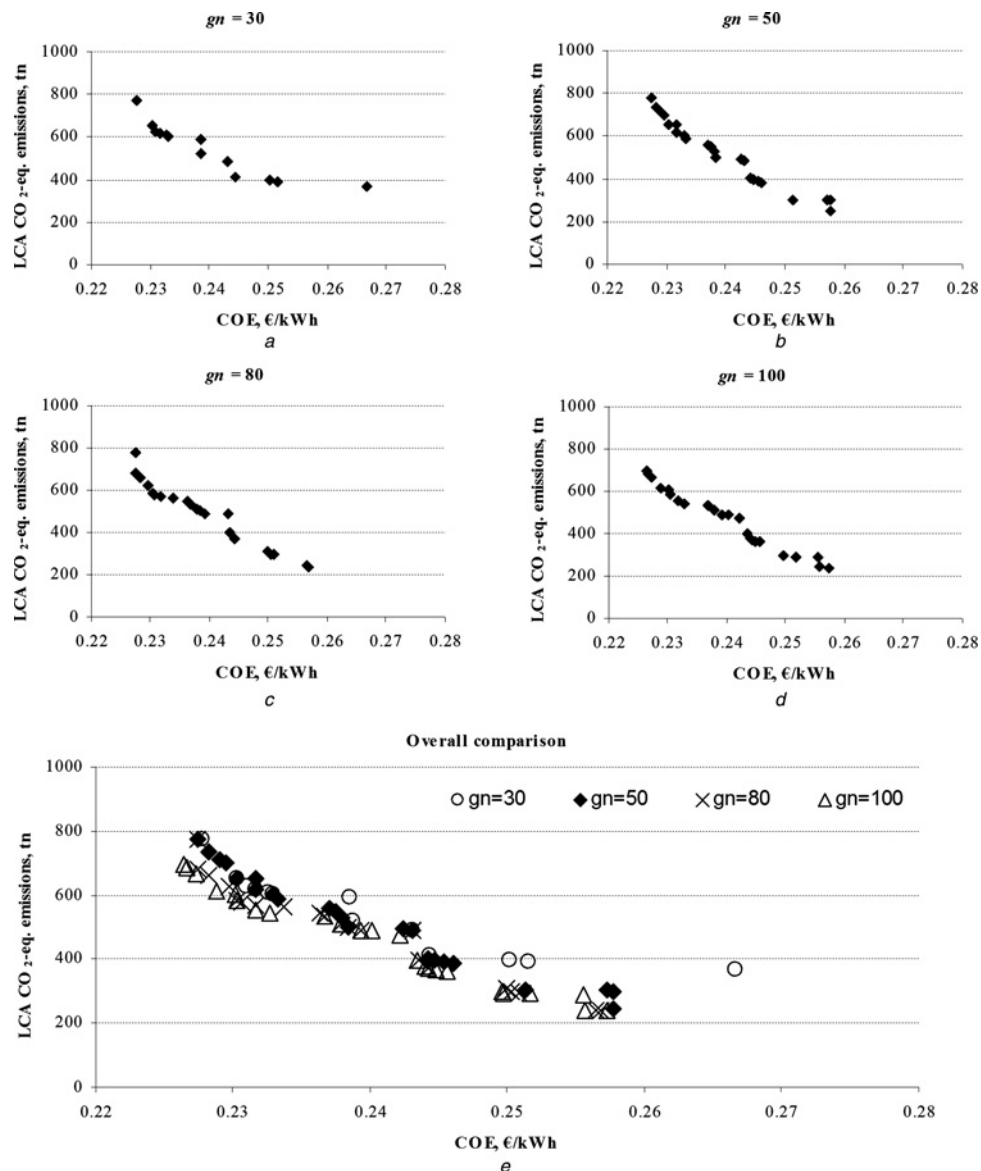 gn = 30
1000
800
600
400
200
0
LCA CO2-eq. emissions, tn
0.22 0.23 0.24 0.25 0.26 0.27 0.28
COE, €/kWh
a
gn = 50
1000
800
600
400
200
0
LCA CO2-eq. emissions, tn
0.22 0.23 0.24 0.25 0.26 0.27 0.28
COE, €/kWh
b
gn = 80
1000
800
600
400
200
0
LCA CO2-eq. emissions, tn
0.22 0.23 0.24 0.25 0.26 0.27 0.28
COE, €/kWh
c
gn = 100
1000
800
600
400
200
0
LCA CO2-eq. emissions, tn
0.22 0.23 0.24 0.25 0.26 0.27 0.28
COE, €/kWh
d
Overall comparison
gn=30 gn=50 gn=80 gn=100
1000
800
600
400
200
0
LCA CO2-eq. emissions, tn
0.22 0.23 0.24 0.25 0.26 0.27 0.28
COE, €/kWh
e